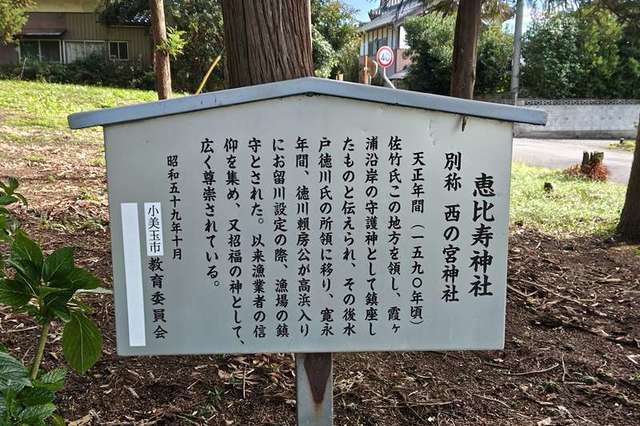 恵比寿神社
別称 西の宮神社
天正年間（一五九〇年頃）
佐竹氏この地方を領し、霞ヶ
浦沿岸の守護神として鎮座し
たものと伝えられ、その後水
戸徳川氏の所領に移り、寛永
年間、徳川頼房公が高浜入り
にお留川設定の際、漁場の鎮
守とされた。以来漁業者の信
仰を集め、又招福の神として、
広く尊崇されている。
昭和五十九年十月
小美玉市教育委員会